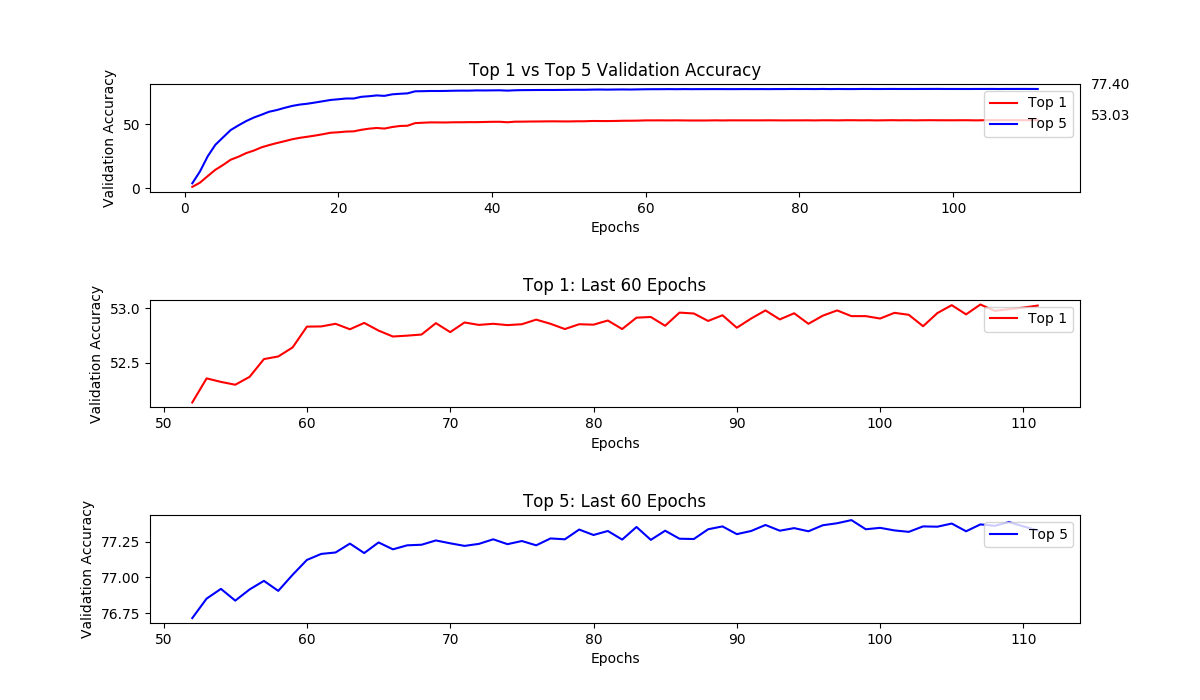 Top 1 vs Top 5 Validation Accuracy
77.40
53.03
Validation Accuracy
50
0
Top 1
Top 5
0 20 40 60 80 100
Epochs
Top 1: Last 60 Epochs
Validation Accuracy
53.0
52.5
Top 1
50 60 70 80 90 100 110
Epochs
Top 5: Last 60 Epochs
Validation Accuracy
77.25
77.00
76.75
Top 5
50 60 70 80 90 100 110
Epochs